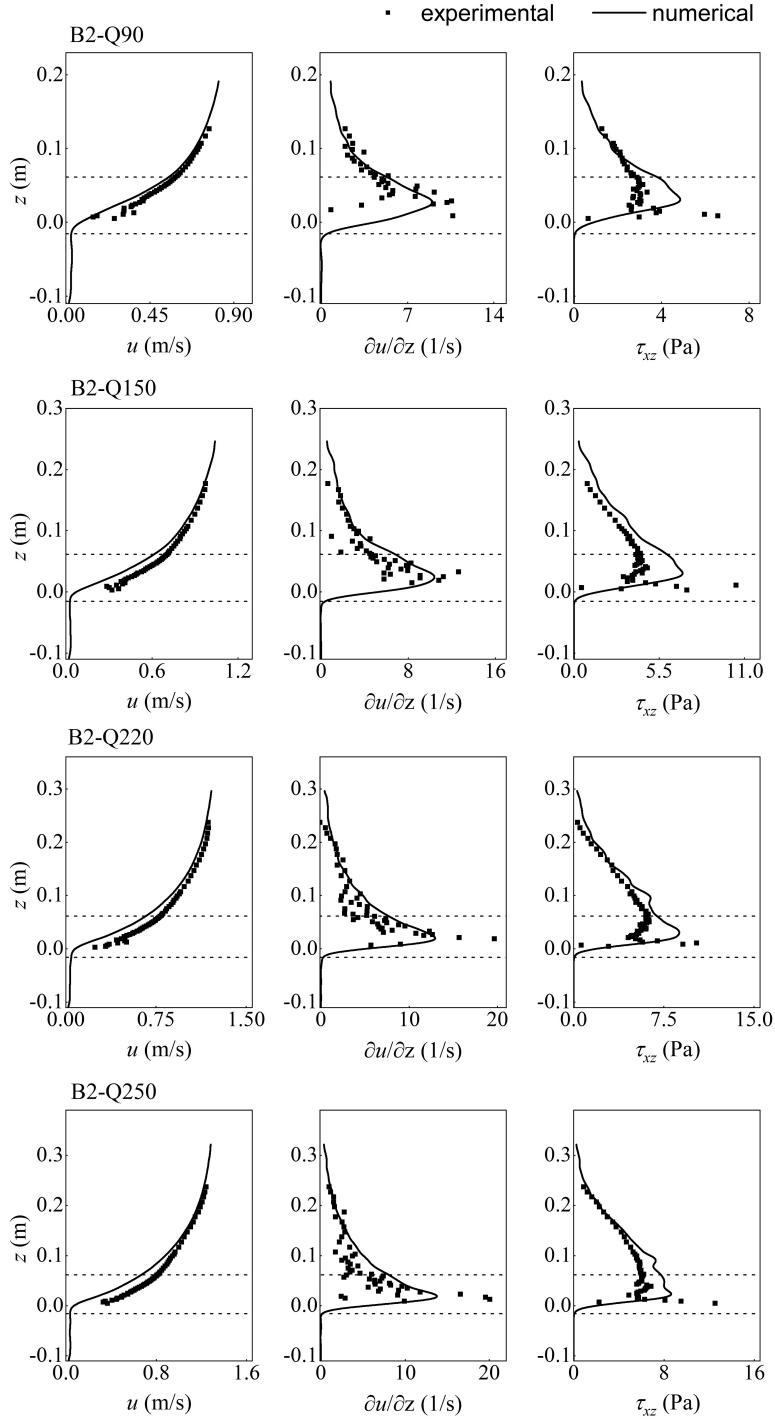 experimental numerical
B2-Q90
0.2
0.1
0.0
-0.1
z (m)
0.00 0.45 0.90
0 7 14
0 4 8
u (m/s) ∂u/∂z (1/s) τxz (Pa)
B2-Q150
0.3
0.2
0.1
0.0
-0.1
z (m)
0.0 0.6 1.2
0 8 16
0.0 5.5 11.0
u (m/s) ∂u/∂z (1/s) τxz (Pa)
B2-Q220
0.3
0.2
0.1
0.0
-0.1
z (m)
0.00 0.75 1.50
0 10 20
0.0 7.5 15.0
u (m/s) ∂u/∂z (1/s) τxz (Pa)
B2-Q250
0.3
0.2
0.1
0.0
-0.1
z (m)
0.0 0.8 1.6
0 10 20
0 8 16
u (m/s) ∂u/∂z (1/s) τxz (Pa)